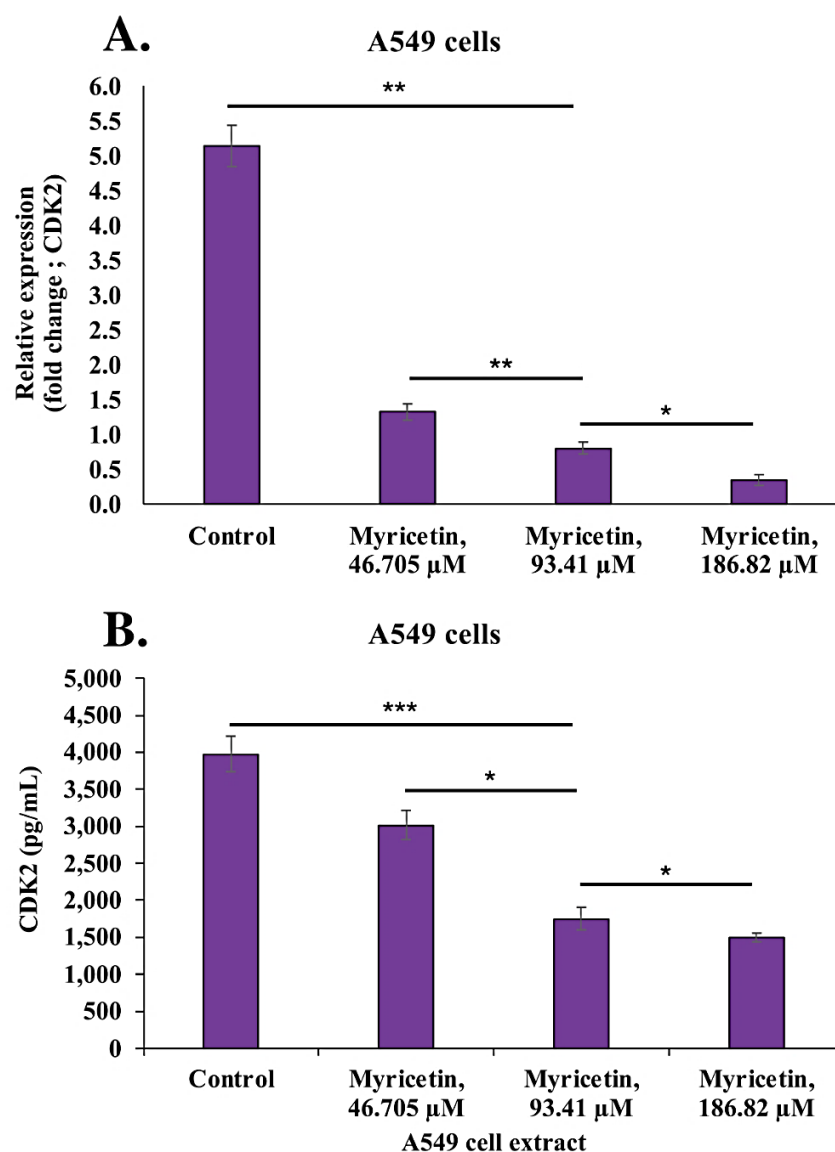 A.
A549 cells
Relative expression
(fold change ; CDK2)
6.0
5.5
5.0
4.5
4.0
3.5
3.0
2.5
2.0
1.5
1.0
0.5
0.0
**
**
*
Control
Myricetin,
46.705 µM
Myricetin,
93.41 µM
Myricetin,
186.82 µM
B.
A549 cells
CDK2 (pg/mL)
5,000
4,500
4,000
3,500
3,000
2,500
2,000
1,500
1,000
500
0
***
*
*
Control
Myricetin,
46.705 µM
Myricetin,
93.41 µM
Myricetin,
186.82 µM
A549 cell extract